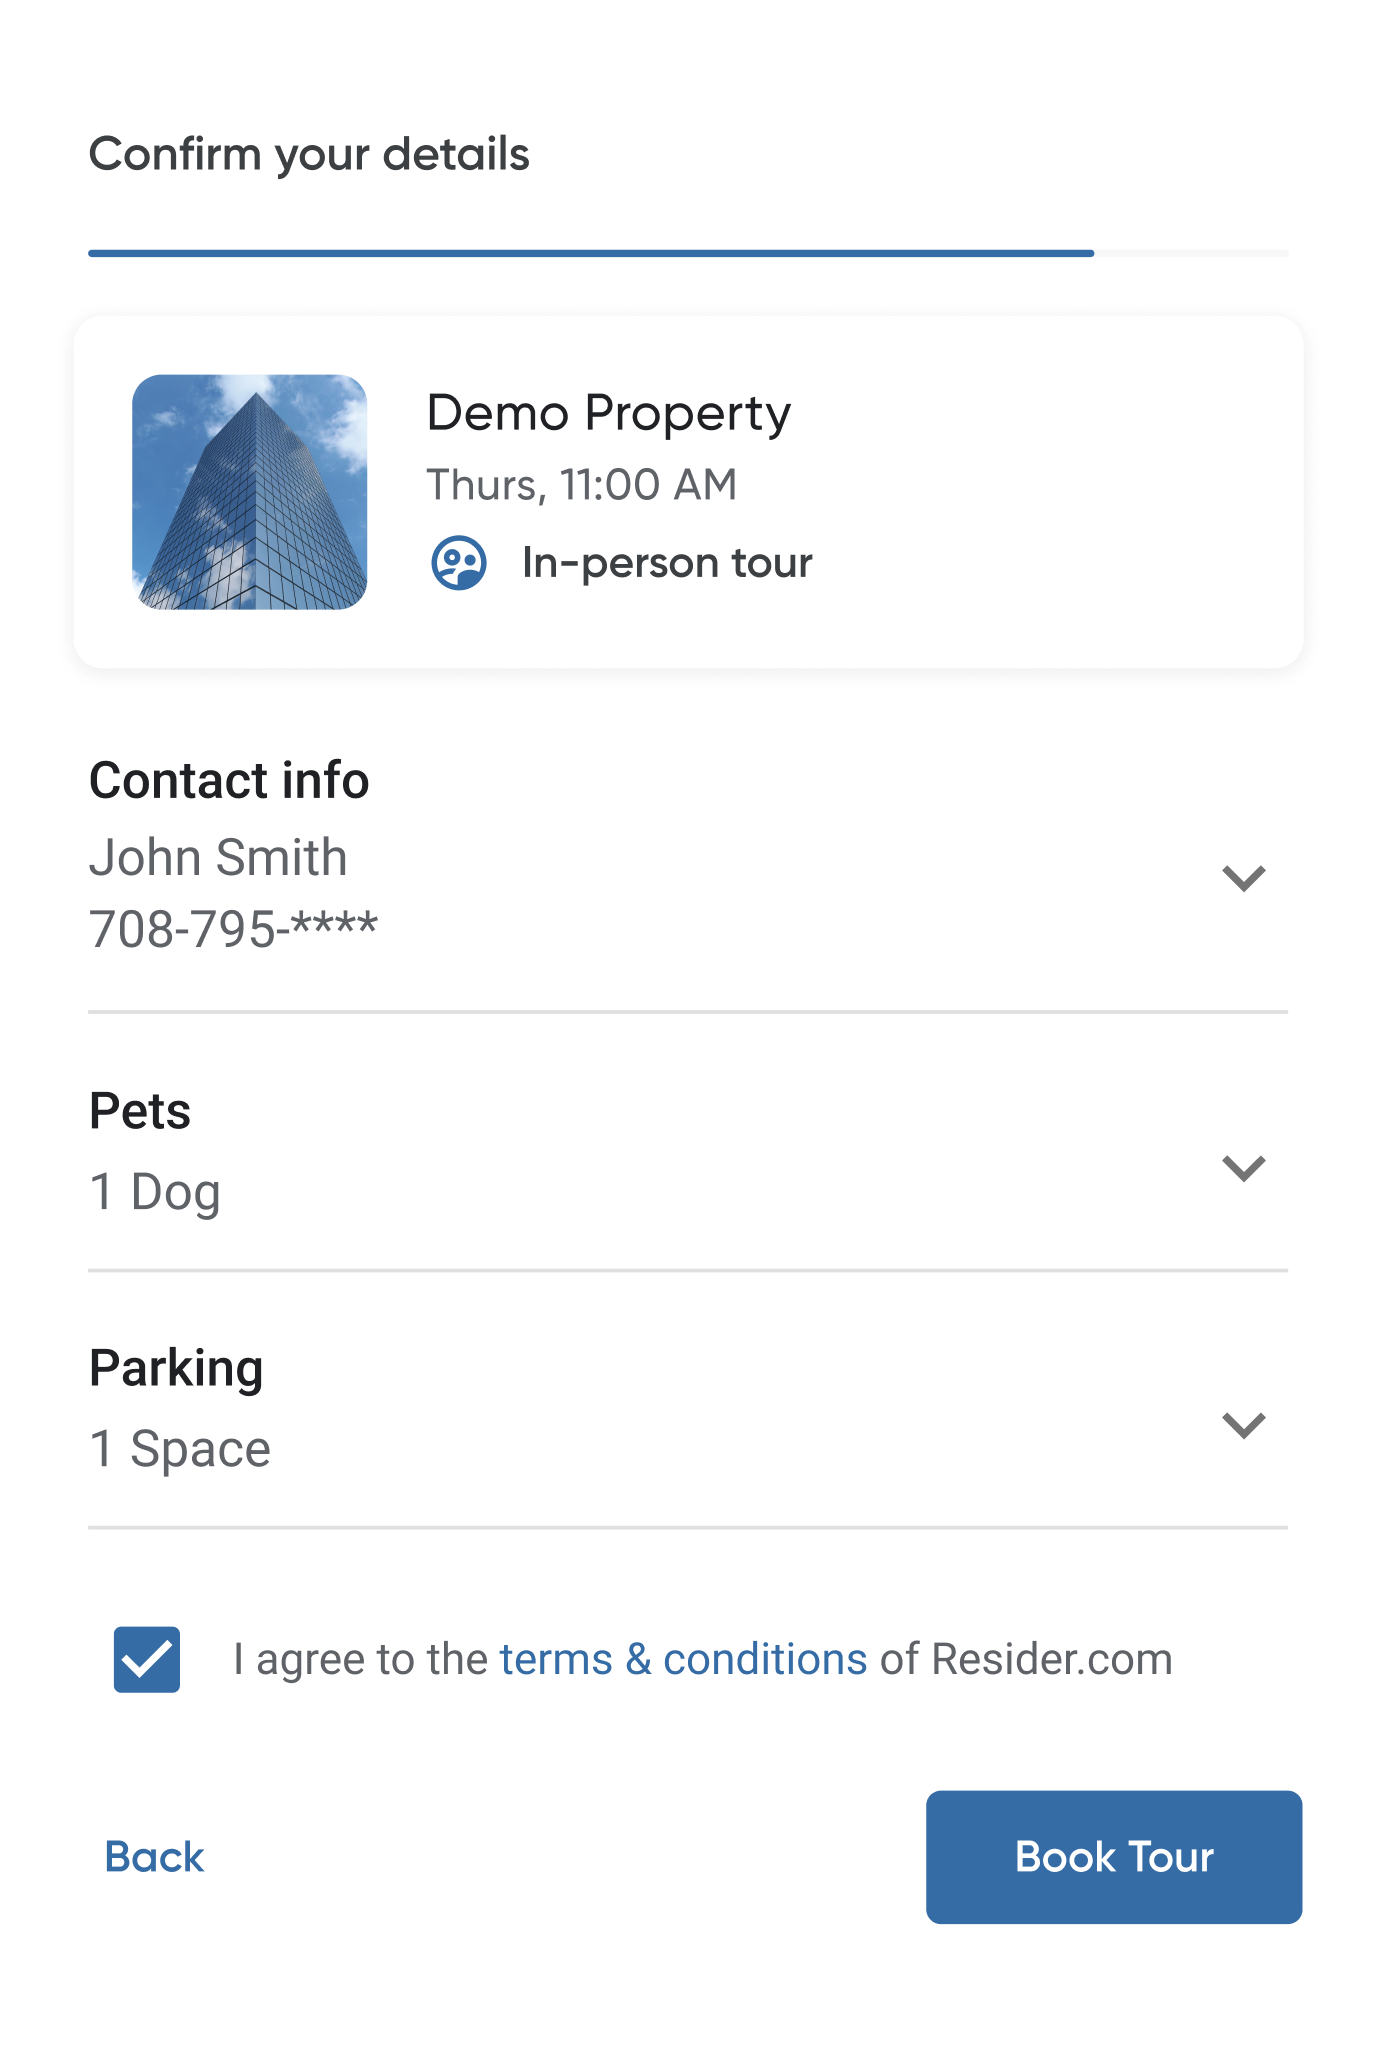 Confirm your details
Demo Property
Thurs, 11:00 AM
In-person tour
Contact info
John Smith
708-795-****
Pets
1 Dog
Parking
1 Space
I agree to the terms & conditions of Resider.com
Back
Book Tour